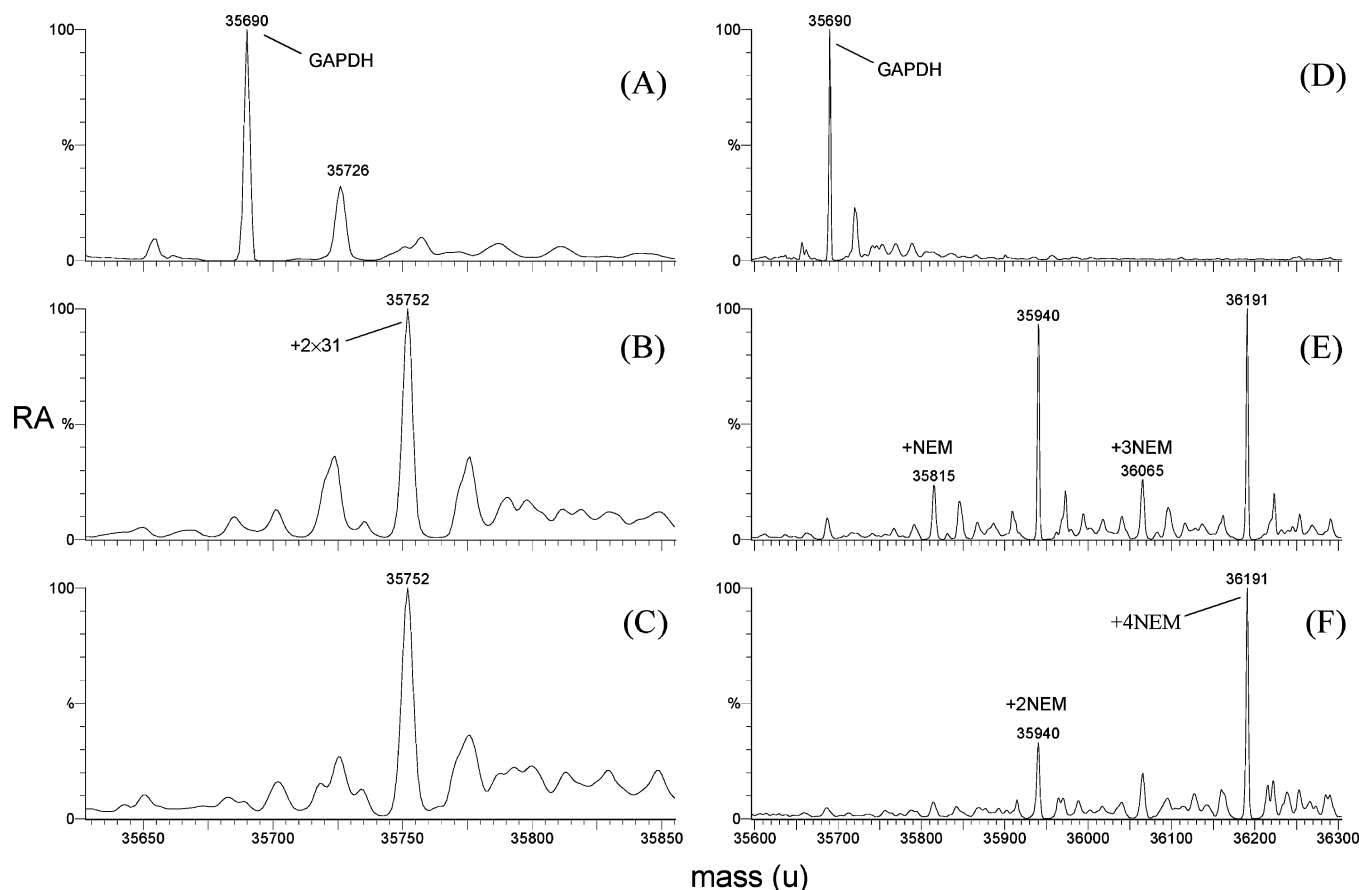 35690
100
GAPDH
(A)
35726
%
0
35752
100
+2×31
(B)
RA %
0
35752
100
(C)
%
0
35650 35700 35750 35800 35850
35690
100
GAPDH
(D)
%
0
36191
100
35940
(E)
%
+NEM
+3NEM
35815
36065
0
36191
100
+4NEM
(F)
%
+2NEM
35940
0
35600 35700 35800 35900 36000 36100 36200 36300
mass (u)